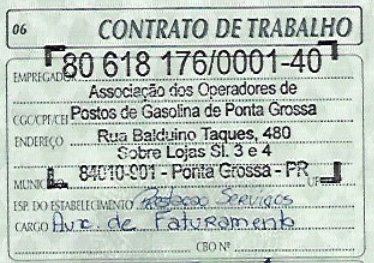 06 CONTRATO DE TRABALHO
80 618 176/0001-40
EMPREGADOR
Associação dos Operadores de
CGC/CPF/CEI Postos de Gasolina de Ponta Grossa
ENDEREÇO Rua Balduino Taques, 480
Sobre Lojas Sl. 3 e 4
84010-901 - Ponta Grossa - PR
MUNICÍPIO UF
ESP. DO ESTABELECIMENTO Prestação Serviços
CARGO Aux. de Faturamento
CBO Nº